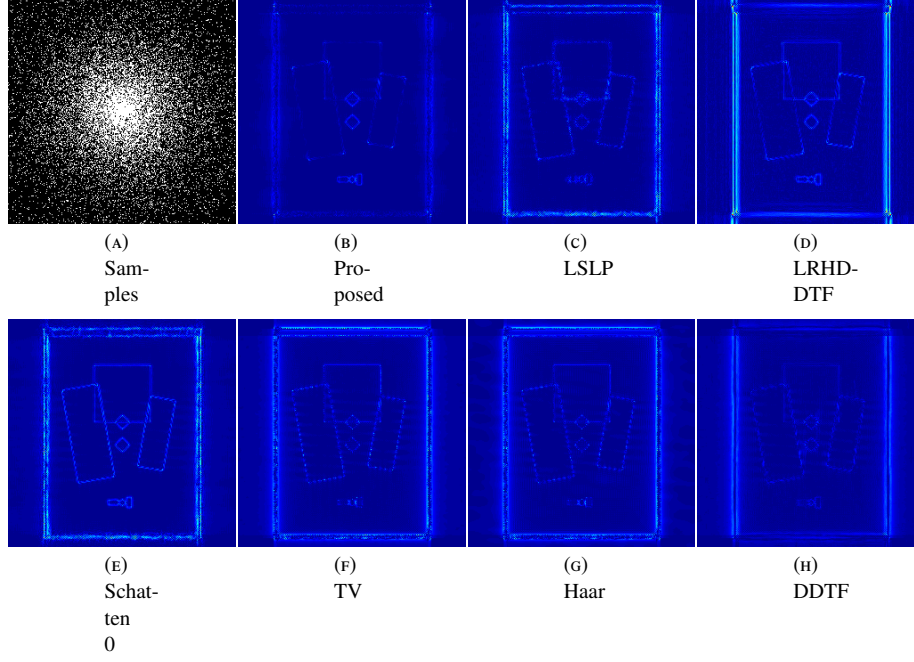 (A)
Sam-
ples
(B)
Pro-
posed
(C)
LSLP
(D)
LRHD-
DTF
(E)
Schat-
ten
0
(F)
TV
(G)
Haar
(H)
DDTF